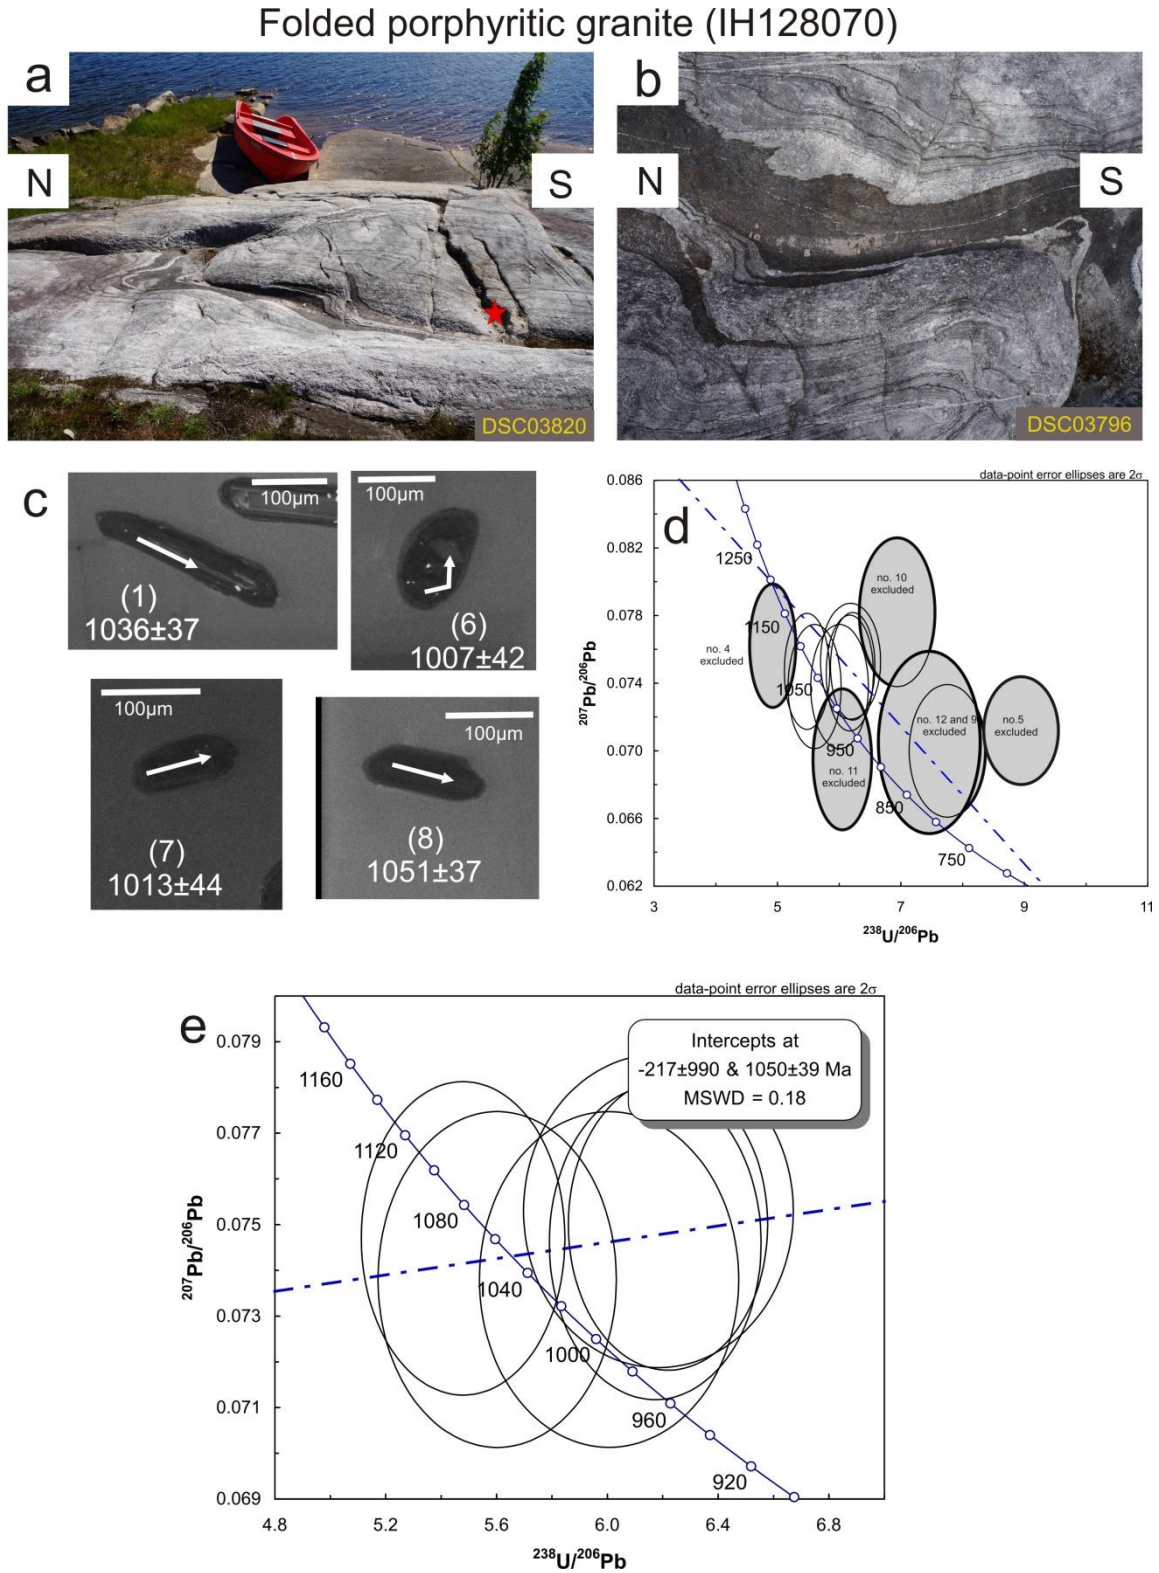 Folded porphyritic granite (IH128070)
a
N
S
DSC03820
b
N
S
DSC03796
c
100µm
(1)
1036±37
100µm
(6)
1007±42
100µm
(7)
1013±44
100µm
(8)
1051±37
data-point error ellipses are 2σ
d
0.086
0.082
0.078
0.074
0.070
0.066
0.062
²⁰⁷Pb/²⁰⁶Pb
1250
1150
1050
950
850
750
no. 10
excluded
no. 4
excluded
no. 12 and 9
excluded
no.5
excluded
no. 11
excluded
3
5
7
9
11
²³⁸U/²⁰⁶Pb
data-point error ellipses are 2σ
e
Intercepts at
-217±990 & 1050±39 Ma
MSWD = 0.18
0.079
0.077
0.075
0.073
0.071
0.069
²⁰⁷Pb/²⁰⁶Pb
1160
1120
1080
1040
1000
960
920
4.8
5.2
5.6
6.0
6.4
6.8
²³⁸U/²⁰⁶Pb